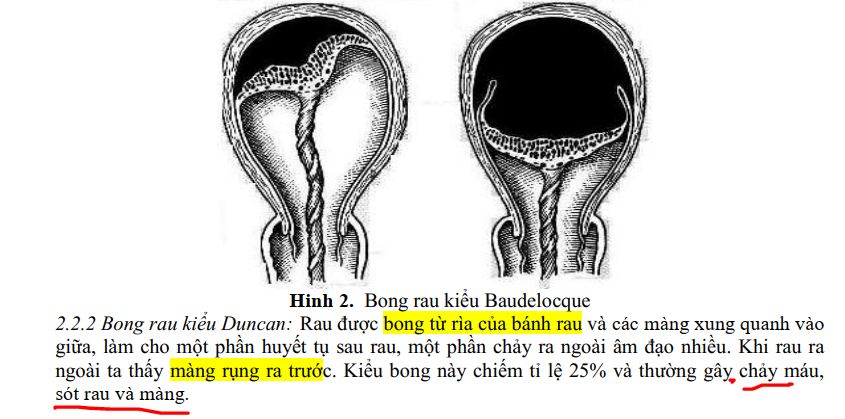 Hình 2. Bong rau kiểu Baudelocque
2.2.2 Bong rau kiểu Duncan: Rau được bong từ rìa của bánh rau và các màng xung quanh vào
giữa, làm cho một phần huyết tụ sau rau, một phần chảy ra ngoài âm đạo nhiều. Khi rau ra
ngoài ta thấy màng rụng ra trước. Kiểu bong này chiếm tỉ lệ 25% và thường gây chảy máu,
sót rau và màng.